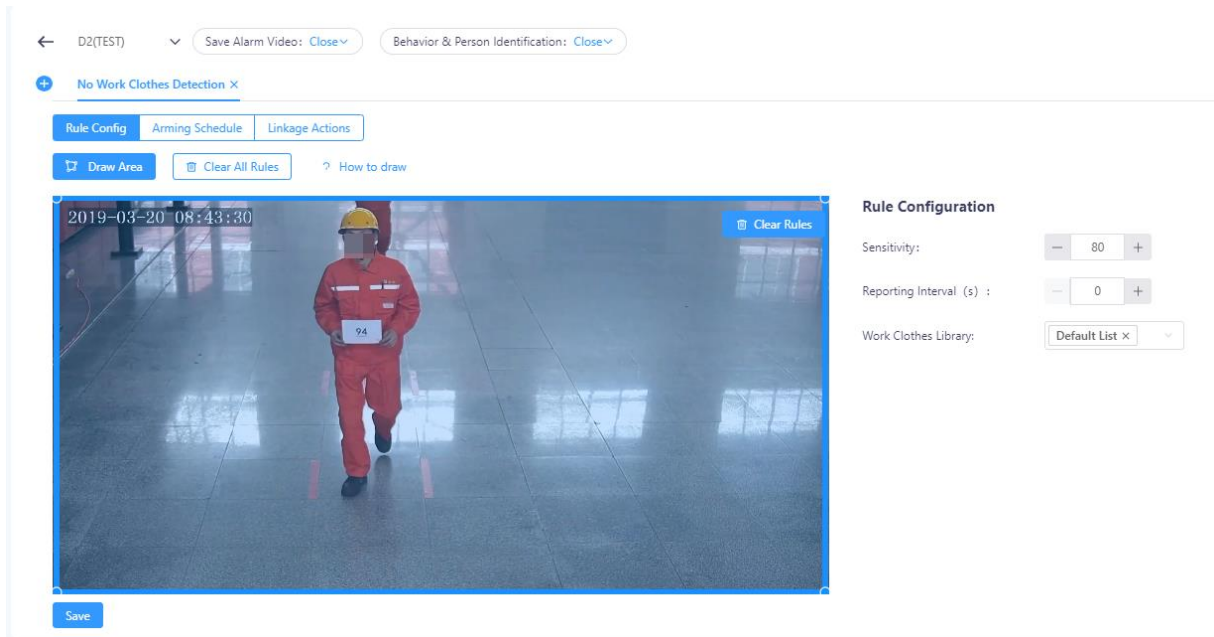 D2(TEST) Save Alarm Video: Close Behavior & Person Identification: Close
No Work Clothes Detection ×
Rule Config Arming Schedule Linkage Actions
Draw Area Clear All Rules ? How to draw
2019-03-20 08:43:30
Clear Rules
94
Rule Configuration
Sensitivity: − 80 +
Reporting Interval (s) : − 0 +
Work Clothes Library: Default List ×
Save